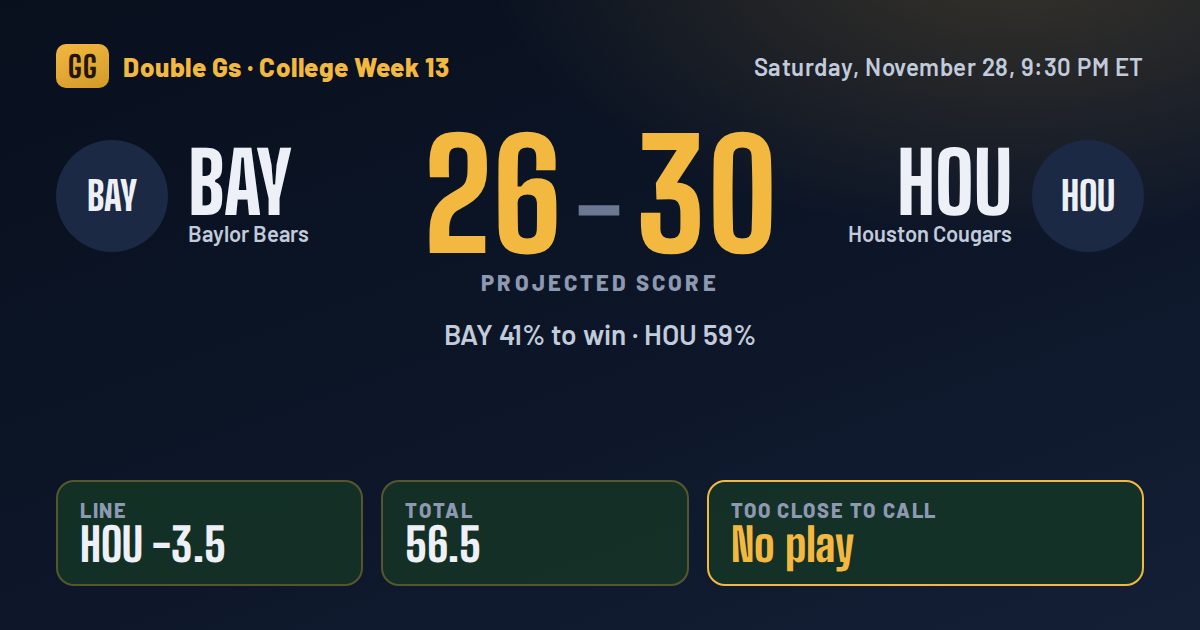 GG Double Gs · College Week 13
Saturday, November 28, 9:30 PM ET
BAY
BAY
Baylor Bears
26 – 30
PROJECTED SCORE
BAY 41% to win · HOU 59%
HOU
Houston Cougars
HOU
LINE
HOU −3.5
TOTAL
56.5
TOO CLOSE TO CALL
No play